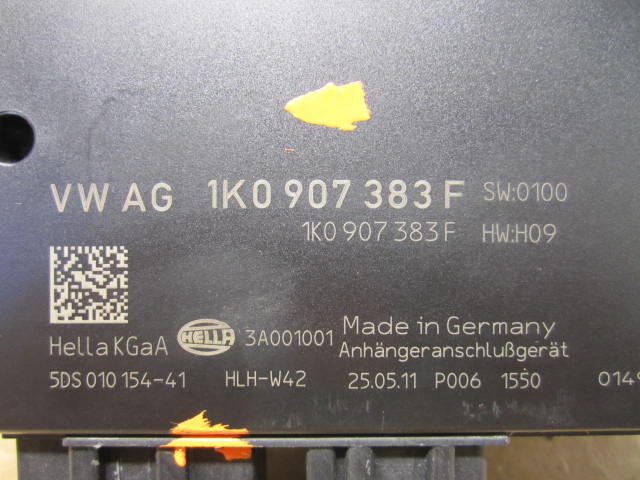 VW AG 1K0 907 383 F SW:0100
1K0 907 383 F HW:H09
Hella KGaA HELLA 3A001001 Made in Germany
Anhängeranschlußgerät
5DS 010 154-41 HLH-W42 25.05.11 P006 1550 0149